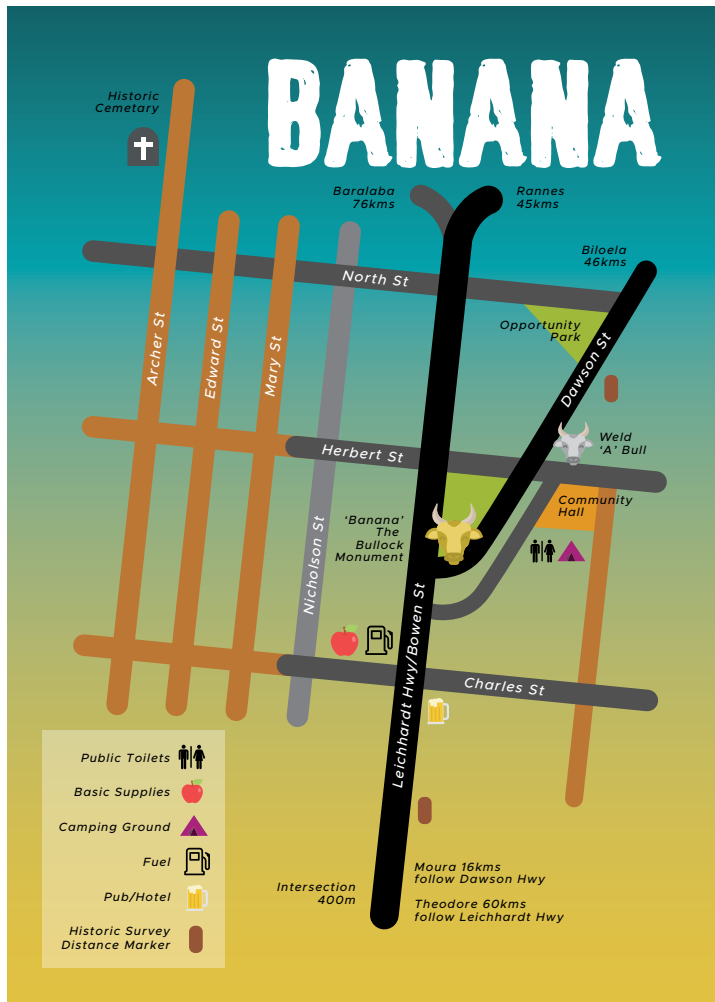 BANANA
Historic
Cemetary
Baralaba
76kms
Rannes
45kms
Biloela
46kms
North St
Opportunity
Park
Archer St
Edward St
Mary St
Dawson St
Herbert St
Weld
'A' Bull
Community
Hall
'Banana'
The
Bullock
Monument
Nicholson St
Leichhardt Hwy/Bowen St
Charles St
Public Toilets
Basic Supplies
Camping Ground
Fuel
Pub/Hotel
Historic Survey
Distance Marker
Intersection
400m
Moura 16kms
follow Dawson Hwy
Theodore 60kms
follow Leichhardt Hwy